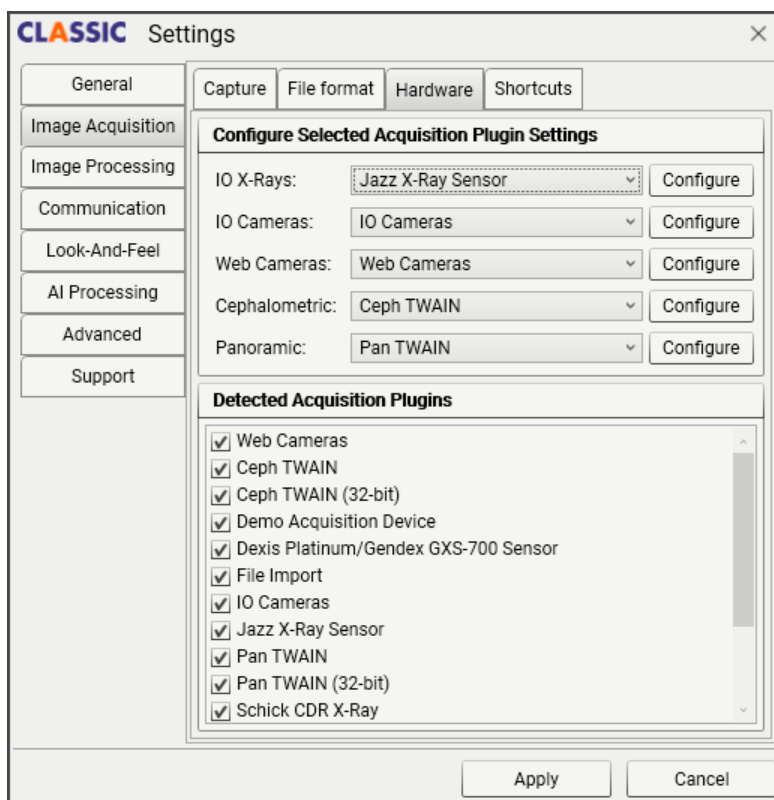 CLASSIC Settings
General
Image Acquisition
Image Processing
Communication
Look-And-Feel
AI Processing
Advanced
Support
Capture File format Hardware Shortcuts
Configure Selected Acquisition Plugin Settings
IO X-Rays: Jazz X-Ray Sensor Configure
IO Cameras: IO Cameras Configure
Web Cameras: Web Cameras Configure
Cephalometric: Ceph TWAIN Configure
Panoramic: Pan TWAIN Configure
Detected Acquisition Plugins
Web Cameras
Ceph TWAIN
Ceph TWAIN (32-bit)
Demo Acquisition Device
Dexis Platinum/Gendex GXS-700 Sensor
File Import
IO Cameras
Jazz X-Ray Sensor
Pan TWAIN
Pan TWAIN (32-bit)
Schick CDR X-Ray
Apply Cancel